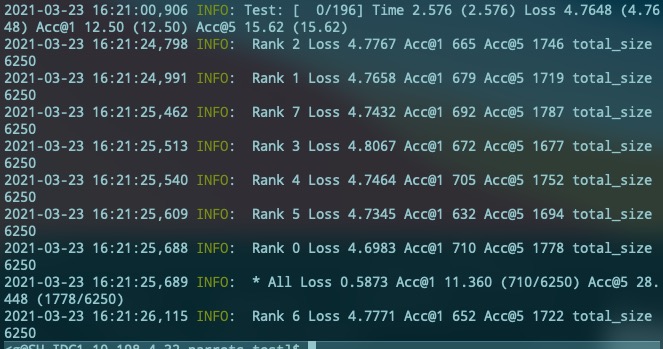 2021-03-23 16:21:00,906 INFO: Test: [  0/196] Time 2.576 (2.576) Loss 4.7648 (4.76
48) Acc@1 12.50 (12.50) Acc@5 15.62 (15.62)
2021-03-23 16:21:24,798 INFO:  Rank 2 Loss 4.7767 Acc@1 665 Acc@5 1746 total_size
6250
2021-03-23 16:21:24,991 INFO:  Rank 1 Loss 4.7658 Acc@1 679 Acc@5 1719 total_size
6250
2021-03-23 16:21:25,462 INFO:  Rank 7 Loss 4.7432 Acc@1 692 Acc@5 1787 total_size
6250
2021-03-23 16:21:25,513 INFO:  Rank 3 Loss 4.8067 Acc@1 672 Acc@5 1677 total_size
6250
2021-03-23 16:21:25,540 INFO:  Rank 4 Loss 4.7464 Acc@1 705 Acc@5 1752 total_size
6250
2021-03-23 16:21:25,609 INFO:  Rank 5 Loss 4.7345 Acc@1 632 Acc@5 1694 total_size
6250
2021-03-23 16:21:25,688 INFO:  Rank 0 Loss 4.6983 Acc@1 710 Acc@5 1778 total_size
6250
2021-03-23 16:21:25,689 INFO:  * All Loss 0.5873 Acc@1 11.360 (710/6250) Acc@5 28.
448 (1778/6250)
2021-03-23 16:21:26,115 INFO:  Rank 6 Loss 4.7771 Acc@1 652 Acc@5 1722 total_size
6250